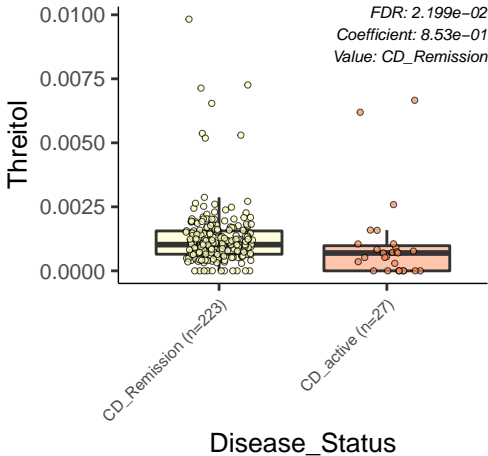 FDR: 2.199e−02
Coefficient: 8.53e−01
Value: CD_Remission
0.0100
0.0075
0.0050
0.0025
0.0000
Threitol
CD_Remission (n=223)
CD_active (n=27)
Disease_Status